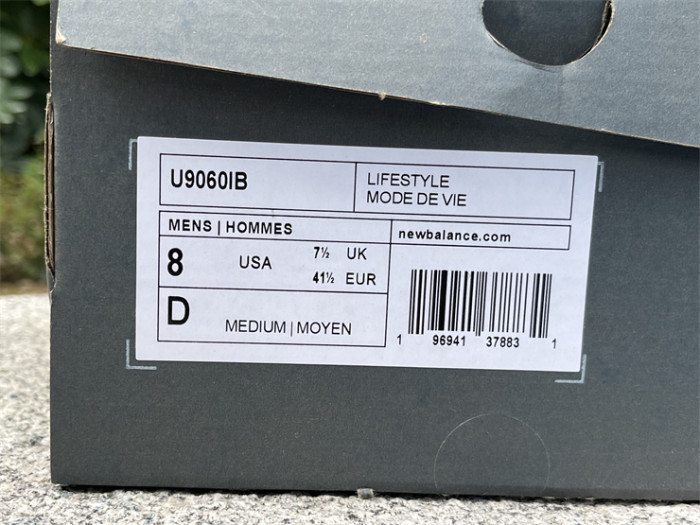 U9060IB
LIFESTYLE
MODE DE VIE
MENS | HOMMES
newbalance.com
8 USA 7½ UK
41½ EUR
D MEDIUM | MOYEN
1 96941 37883 1